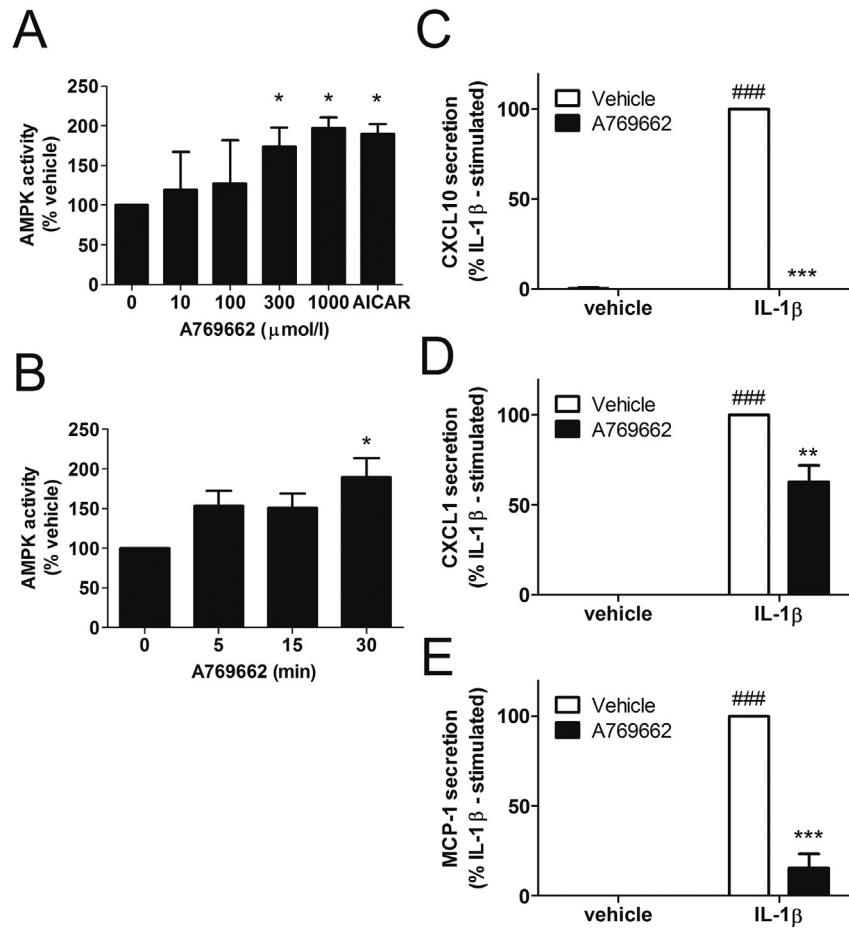 A
AMPK activity
(% vehicle)
250
200
150
100
50
0
* * *
0 10 100 300 1000 AICAR
A769662 (μmol/l)
B
AMPK activity
(% vehicle)
250
200
150
100
50
0
*
0 5 15 30
A769662 (min)
C
CXCL10 secretion
(% IL-1β - stimulated)
100
50
0
Vehicle
A769662
###
***
vehicle IL-1β
D
CXCL1 secretion
(% IL-1β - stimulated)
100
50
0
Vehicle
A769662
###
**
vehicle IL-1β
E
MCP-1 secretion
(% IL-1β - stimulated)
100
50
0
Vehicle
A769662
###
***
vehicle IL-1β